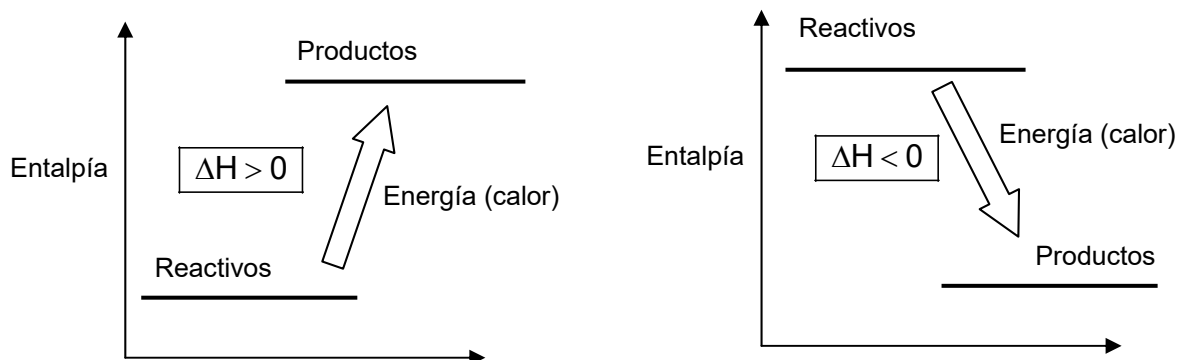 Productos
Entalpía
ΔH > 0
Energía (calor)
Reactivos
Reactivos
Energía (calor)
Entalpía
ΔH < 0
Productos